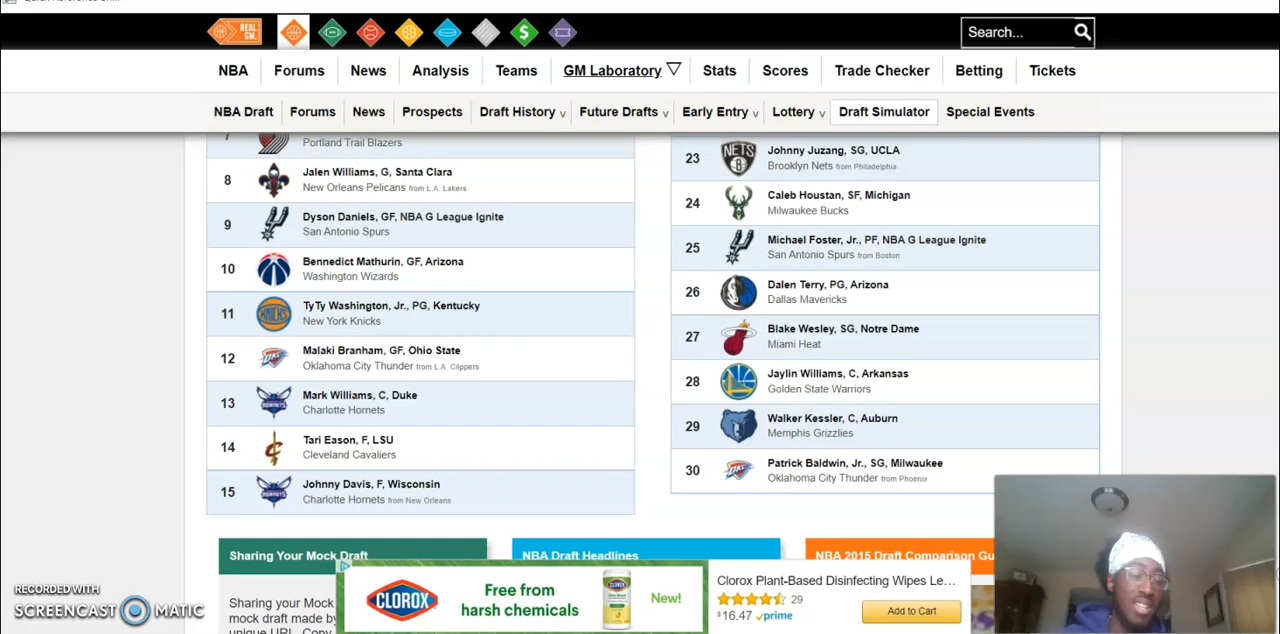 REAL GM
Search...
NBA Forums News Analysis Teams GM Laboratory Stats Scores Trade Checker Betting Tickets
NBA Draft Forums News Prospects Draft History v Future Drafts v Early Entry v Lottery v Draft Simulator Special Events
Portland Trail Blazers
8 Jalen Williams, G, Santa Clara
New Orleans Pelicans from L.A. Lakers
9 Dyson Daniels, GF, NBA G League Ignite
San Antonio Spurs
10 Bennedict Mathurin, GF, Arizona
Washington Wizards
11 TyTy Washington, Jr., PG, Kentucky
New York Knicks
12 Malaki Branham, GF, Ohio State
Oklahoma City Thunder from L.A. Clippers
13 Mark Williams, C, Duke
Charlotte Hornets
14 Tari Eason, F, LSU
Cleveland Cavaliers
15 Johnny Davis, F, Wisconsin
Charlotte Hornets from New Orleans
23 NETS Johnny Juzang, SG, UCLA
Brooklyn Nets from Philadelphia
24 Caleb Houstan, SF, Michigan
Milwaukee Bucks
25 Michael Foster, Jr., PF, NBA G League Ignite
San Antonio Spurs from Boston
26 Dalen Terry, PG, Arizona
Dallas Mavericks
27 Blake Wesley, SG, Notre Dame
Miami Heat
28 Jaylin Williams, C, Arkansas
Golden State Warriors
29 Walker Kessler, C, Auburn
Memphis Grizzlies
30 Patrick Baldwin, Jr., SG, Milwaukee
Oklahoma City Thunder from Phoenix
Sharing Your Mock Draft
NBA Draft Headlines
NBA 2015 Draft Comparison Gu
Sharing your Mock
mock draft made by
unique URL. Copy
CLOROX
Free from
harsh chemicals
New!
Clorox Plant-Based Disinfecting Wipes Le...
29
$16.47 prime
Add to Cart
RECORDED WITH
SCREENCAST MATIC